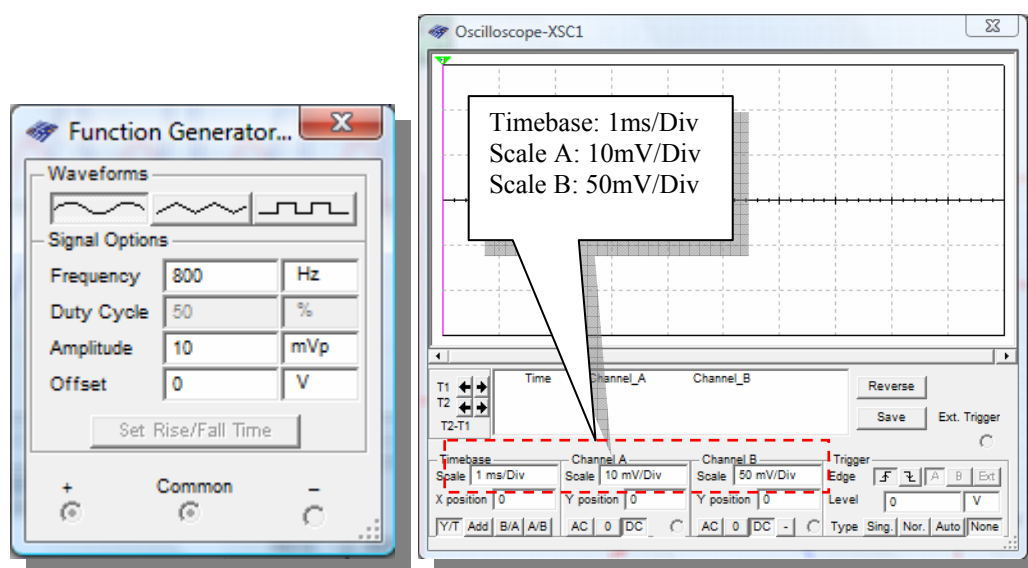 Function Generator...
Waveforms
Signal Options
Frequency 800 Hz
Duty Cycle 50 %
Amplitude 10 mVp
Offset 0 V
Set Rise/Fall Time
+ Common –
Oscilloscope-XSC1
1
Timebase: 1ms/Div
Scale A: 10mV/Div
Scale B: 50mV/Div
Time Channel_A Channel_B
T1
T2
T2-T1
Reverse
Save
Ext. Trigger
Timebase
Scale 1 ms/Div
X position 0
Y/T Add B/A A/B
Channel A
Scale 10 mV/Div
Y position 0
AC 0 DC
Channel B
Scale 50 mV/Div
Y position 0
AC 0 DC -
Trigger
Edge A B Ext
Level 0 V
Type Sing. Nor. Auto None